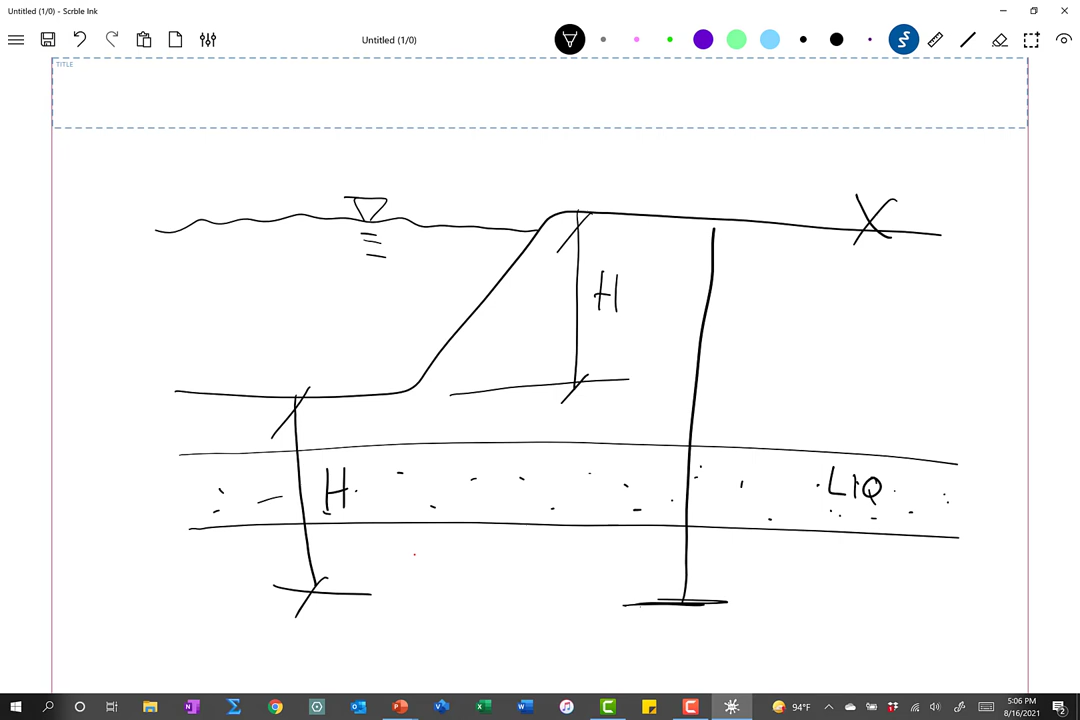 Untitled (1/0) - Scrble Ink
Untitled (1/0)
TITLE
H
H
LIQ
94°F
5:06 PM
8/16/2021